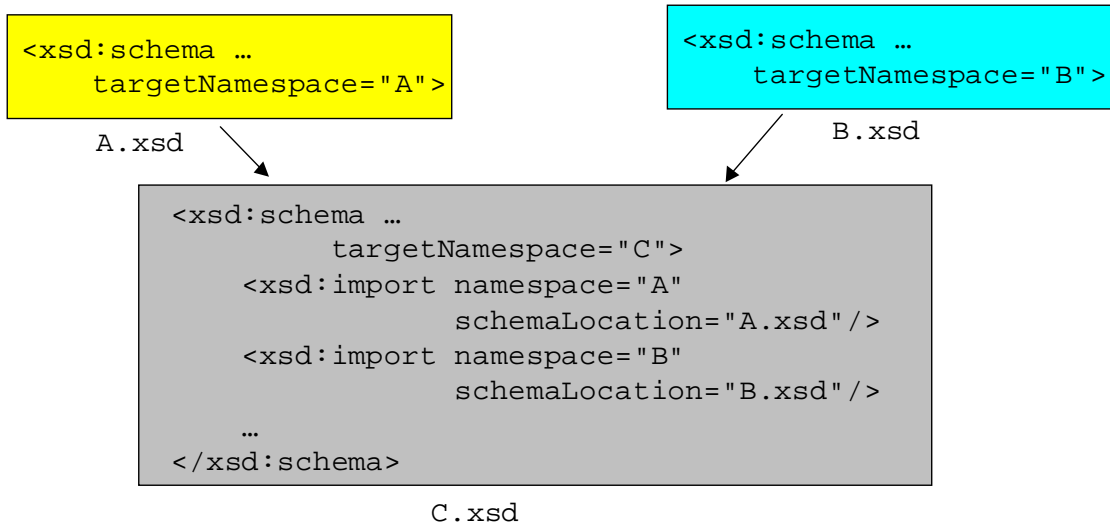 <xsd:schema …
targetNamespace="A">
A.xsd
<xsd:schema …
targetNamespace="B">
B.xsd
<xsd:schema …
targetNamespace="C">
<xsd:import namespace="A"
schemaLocation="A.xsd"/>
<xsd:import namespace="B"
schemaLocation="B.xsd"/>
…
</xsd:schema>
C.xsd